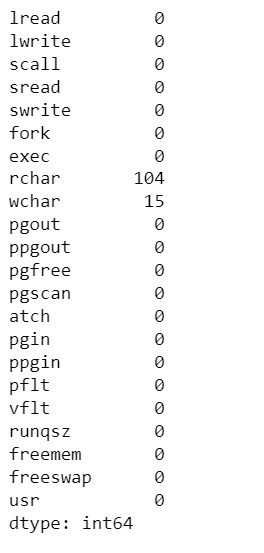 lread 0
lwrite 0
scall 0
sread 0
swrite 0
fork 0
exec 0
rchar 104
wchar 15
pgout 0
ppgout 0
pgfree 0
pgscan 0
atch 0
pgin 0
ppgin 0
pflt 0
vflt 0
runqsz 0
freemem 0
freeswap 0
usr 0
dtype: int64